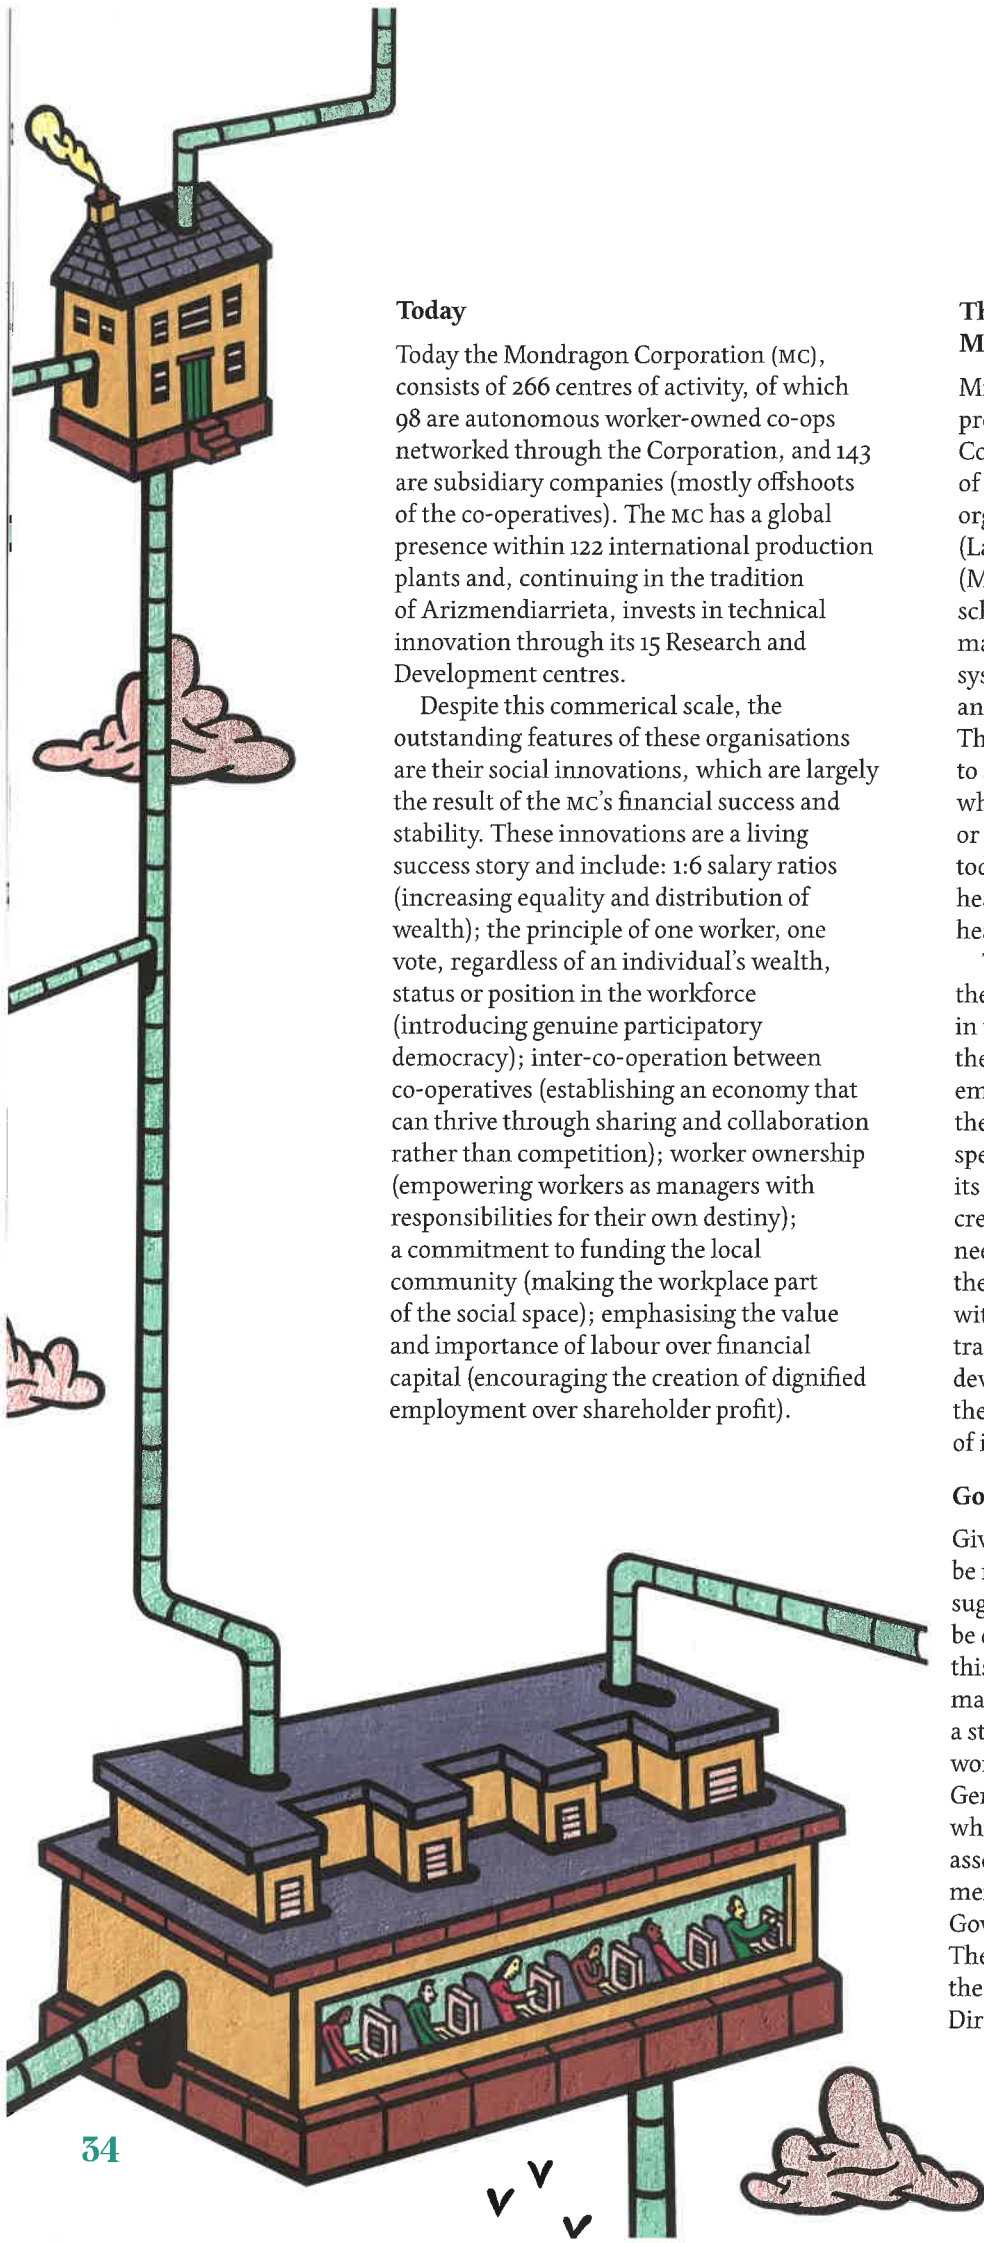 Today
Today the Mondragon Corporation (MC),
consists of 266 centres of activity, of which
98 are autonomous worker-owned co-ops
networked through the Corporation, and 143
are subsidiary companies (mostly offshoots
of the co-operatives). The MC has a global
presence within 122 international production
plants and, continuing in the tradition
of Arizmendiarrieta, invests in technical
innovation through its 15 Research and
Development centres.
Despite this commerical scale, the
outstanding features of these organisations
are their social innovations, which are largely
the result of the MC's financial success and
stability. These innovations are a living
success story and include: 1:6 salary ratios
(increasing equality and distribution of
wealth); the principle of one worker, one
vote, regardless of an individual's wealth,
status or position in the workforce
(introducing genuine participatory
democracy); inter-co-operation between
co-operatives (establishing an economy that
can thrive through sharing and collaboration
rather than competition); worker ownership
(empowering workers as managers with
responsibilities for their own destiny);
a commitment to funding the local
community (making the workplace part
of the social space); emphasising the value
and importance of labour over financial
capital (encouraging the creation of dignified
employment over shareholder profit).
of
to
or
in
its
of
be
be
a
34